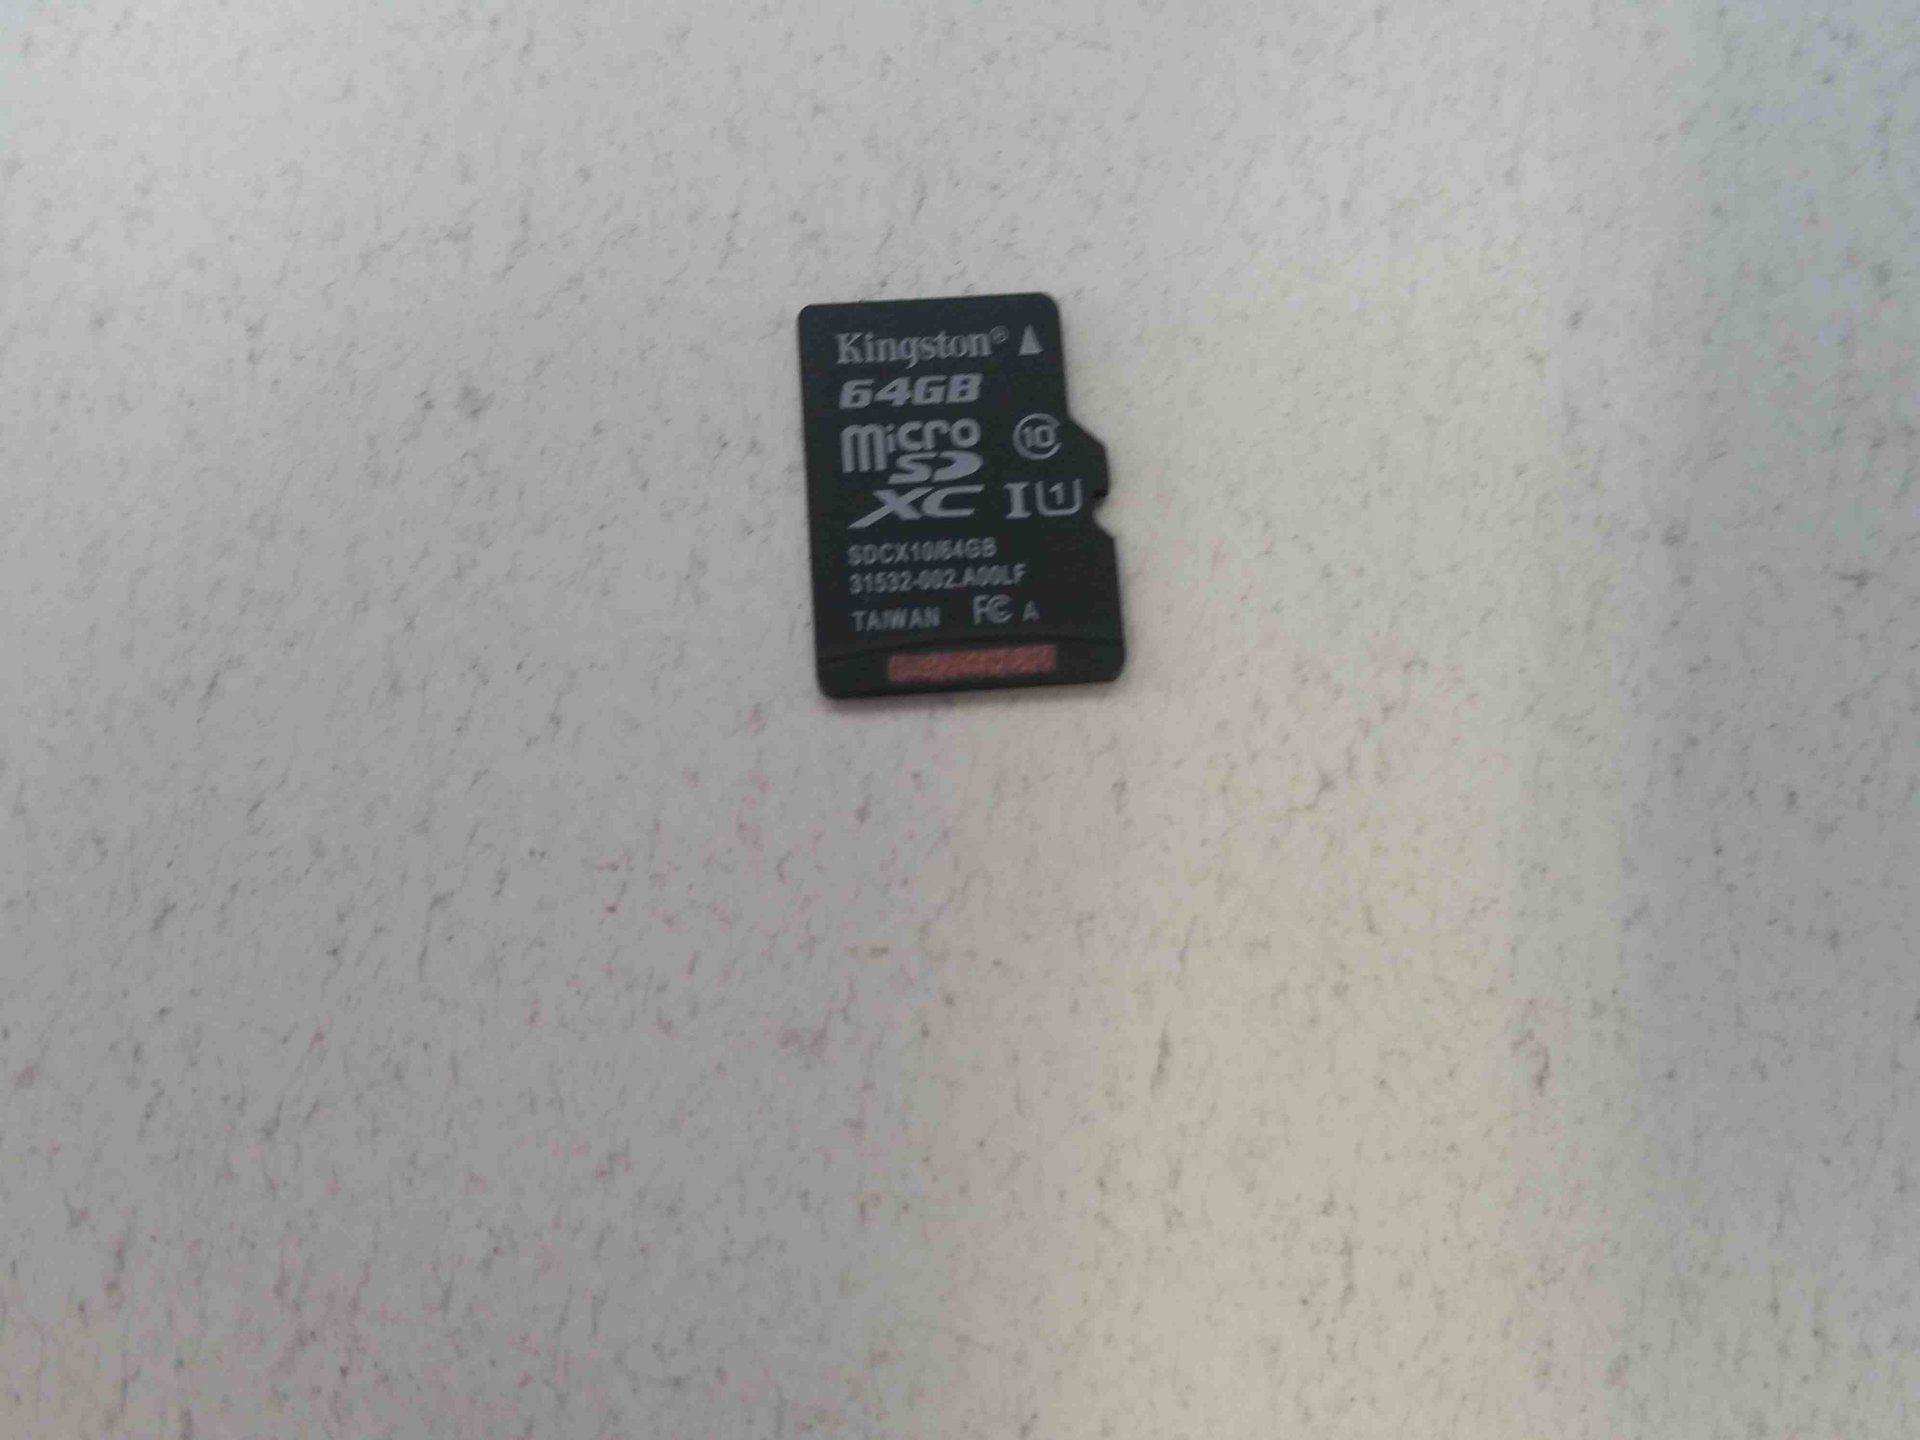 Kingston®
64GB
Micro
SD
XC
10
I U1
SDCX10/64GB
31532-002.A00LF
TAIWAN FC A